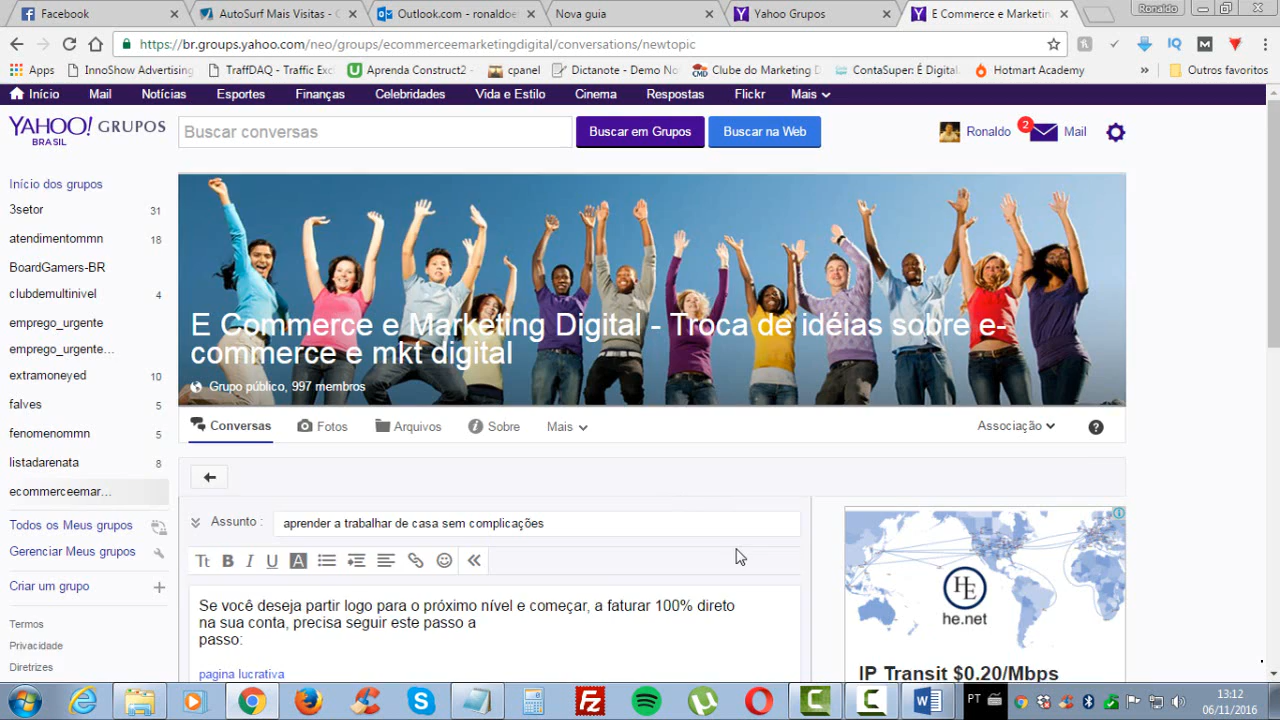 Facebook
AutoSurf Mais Visitas - C
Outlook.com - ronaldoe
Nova guia
Yahoo Grupos
E Commerce e Marketin
Ronaldo
https://br.groups.yahoo.com/neo/groups/ecommerceemarketingdigital/conversations/newtopic
Apps
InnoShow Advertising
TraffDAQ - Traffic Exc
Aprenda Construct2 -
cpanel
Dictanote - Demo No
Clube do Marketing D
ContaSuper: É Digital.
Hotmart Academy
»
Outros favoritos
Início
Mail
Notícias
Esportes
Finanças
Celebridades
Vida e Estilo
Cinema
Respostas
Flickr
Mais
YAHOO! GRUPOS
BRASIL
Buscar conversas
Buscar em Grupos
Buscar na Web
Ronaldo
2
Mail
Início dos grupos
3setor 31
atendimentommn 18
BoardGamers-BR
clubdemultinivel 4
emprego_urgente
emprego_urgente...
extramoneyed 10
falves 5
fenomenommn 5
listadarenata 8
ecommerceemar...
Todos os Meus grupos
Gerenciar Meus grupos
Criar um grupo
Termos
Privacidade
Diretrizes
E Commerce e Marketing Digital - Troca de idéias sobre e-
commerce e mkt digital
Grupo público, 997 membros
Conversas
Fotos
Arquivos
Sobre
Mais
Associação
?
Assunto :
aprender a trabalhar de casa sem complicações
Tt B I U A
Se você deseja partir logo para o próximo nível e começar, a faturar 100% direto
na sua conta, precisa seguir este passo a
passo:
pagina lucrativa
HE
he.net
IP Transit $0.20/Mbps
PT
13:12
06/11/2016